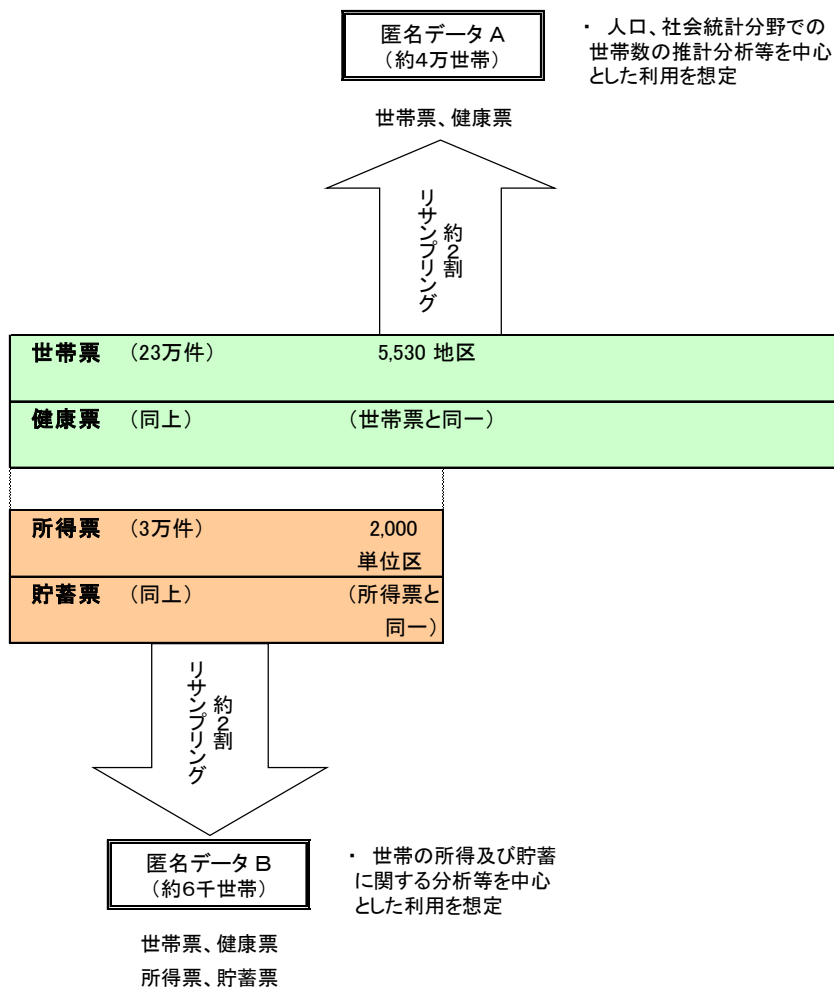 匿名データA
（約4万世帯）
・ 人口、社会統計分野での
世帯数の推計分析等を中心
とした利用を想定
世帯票、健康票
約2割
リサンプリング
世帯票 （23万件） 5,530 地区
健康票 （同上） （世帯票と同一）
所得票 （3万件） 2,000
単位区
貯蓄票 （同上） （所得票と
同一）
約2割
リサンプリング
匿名データB
（約6千世帯）
・ 世帯の所得及び貯蓄
に関する分析等を中心
とした利用を想定
世帯票、健康票
所得票、貯蓄票